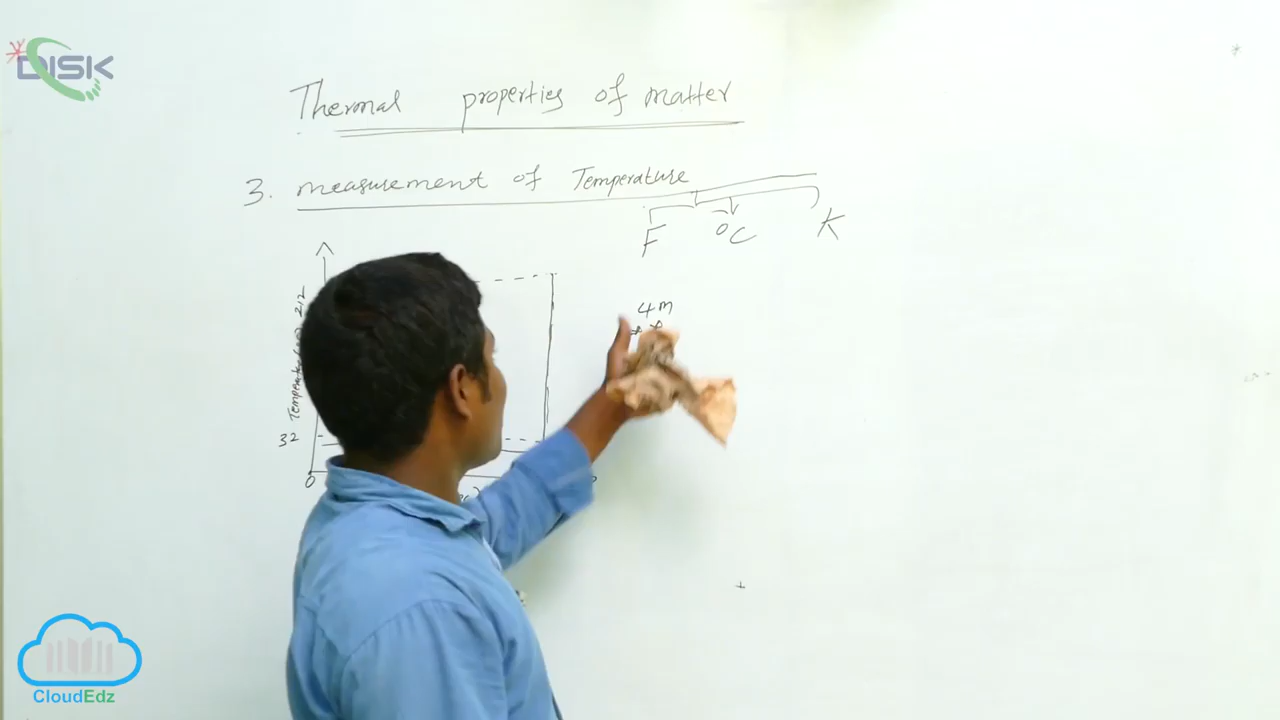 DISK
Thermal properties of matter
3. measurement of Temperature
F °C K
212
4m
32
0
CloudEdz